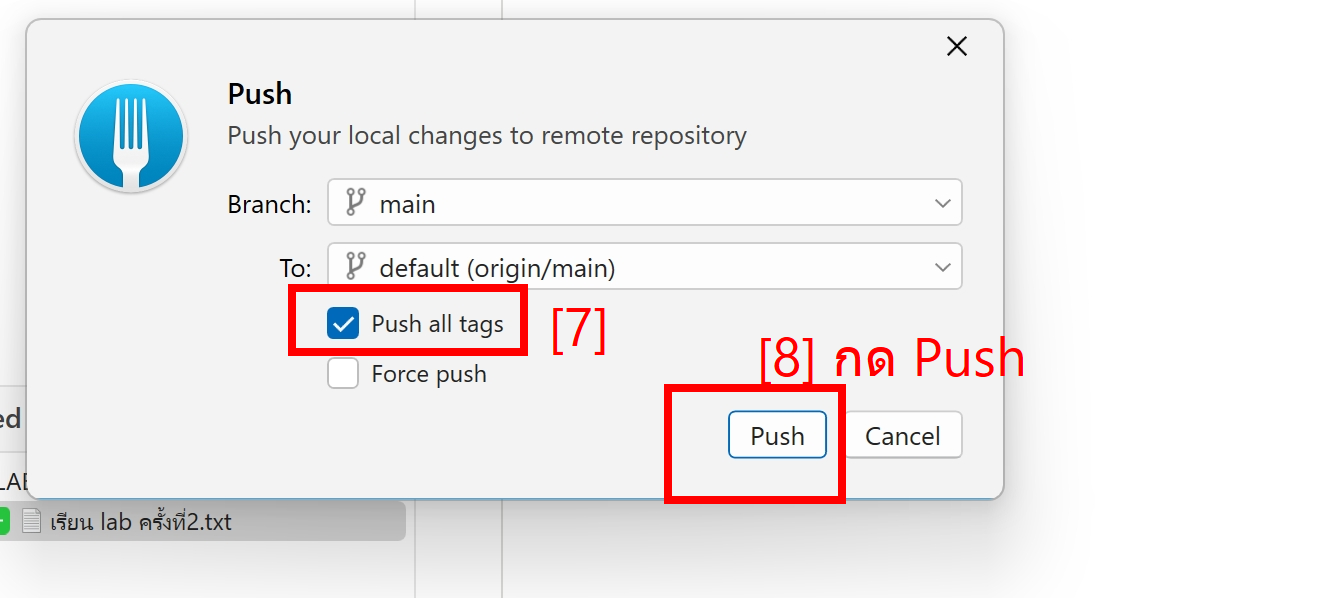 Push
Push your local changes to remote repository
Branch: main
To: default (origin/main)
Push all tags
[7]
[8] กด Push
Force push
Push
Cancel
ed
LAB
เรียน lab ครั้งที่2.txt